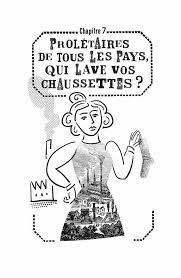 Chapitre 7
PROLÉTAIRES
DE TOUS LES PAYS,
QUI LAVE VOS
CHAUSSETTES ?